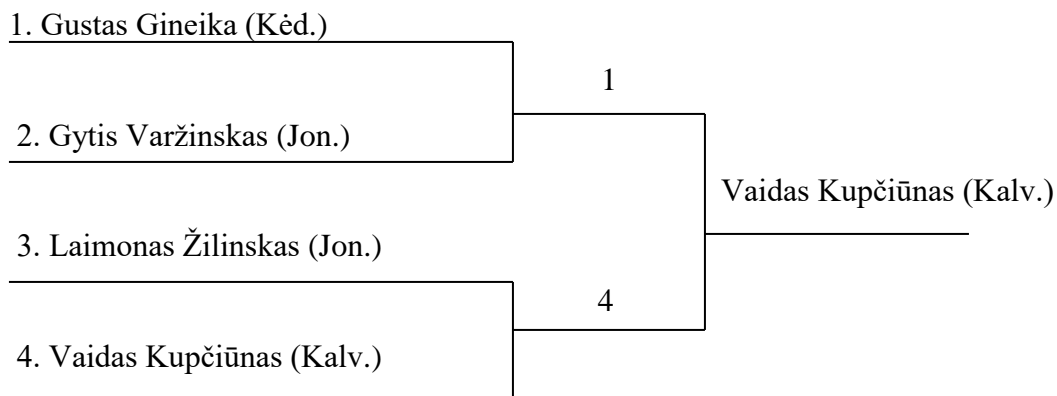 1. Gustas Gineika (Kėd.)
1
2. Gytis Varžinskas (Jon.)
Vaidas Kupčiūnas (Kalv.)
3. Laimonas Žilinskas (Jon.)
4
4. Vaidas Kupčiūnas (Kalv.)